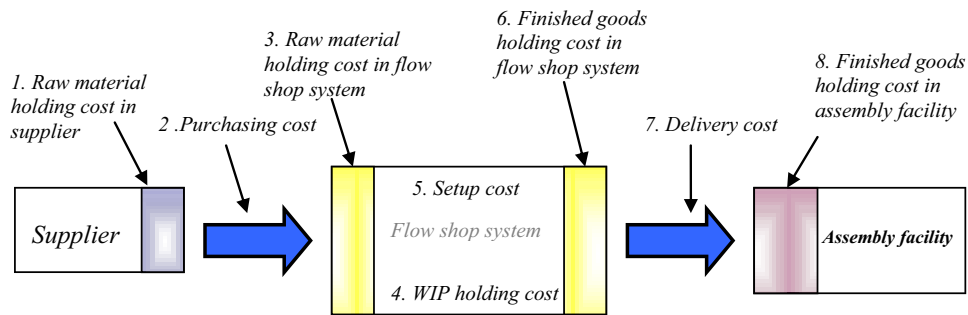 1. Raw material
holding cost in
supplier
2 .Purchasing cost
3. Raw material
holding cost in flow
shop system
6. Finished goods
holding cost in
flow shop system
7. Delivery cost
8. Finished goods
holding cost in
assembly facility
Supplier
5. Setup cost
Flow shop system
4. WIP holding cost
Assembly facility